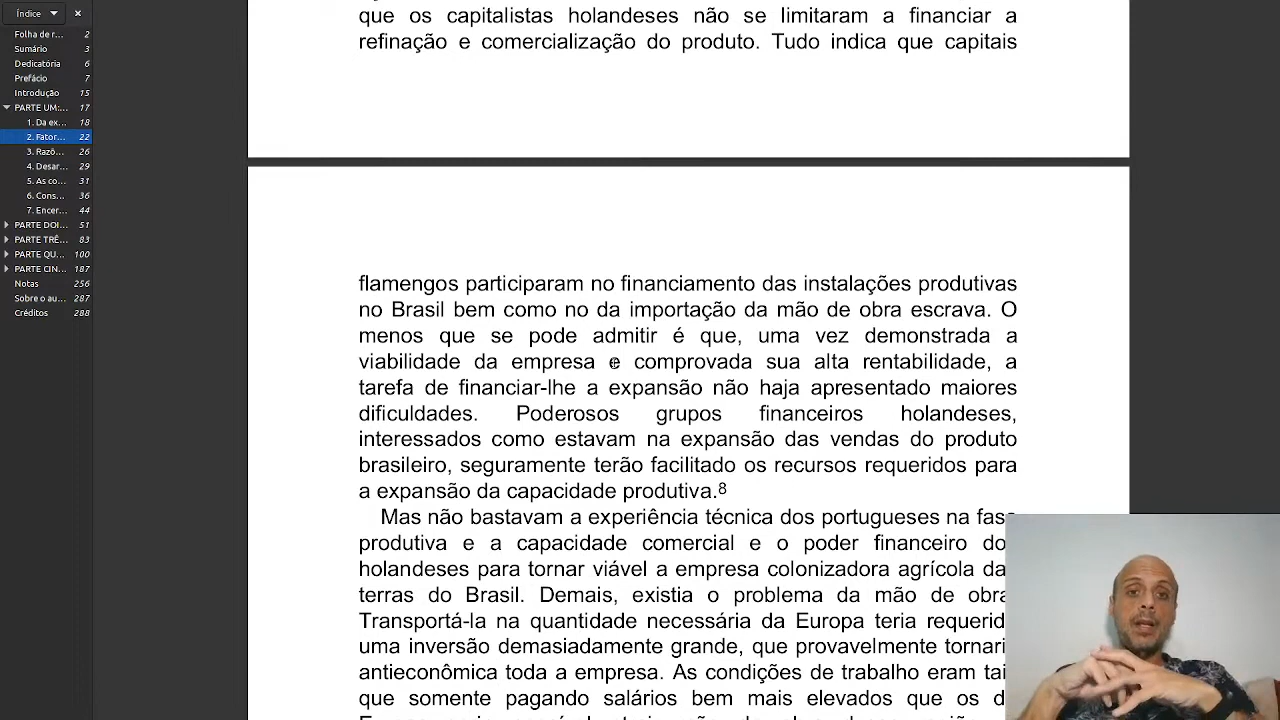 Índice
Folha de r... 2
Sumário 3
Dedicatória 6
Prefácio 7
Introdução 15
PARTE UM:... 17
1. Da ex... 18
2. Fator... 22
3. Razõ... 26
4. Desar... 29
5. As co... 31
6. Cons... 36
7. Encer... 44
PARTE DOI... 51
PARTE TRÊ... 83
PARTE QU... 100
PARTE CIN... 187
Notas 256
Sobre o au... 287
Créditos 288
que os capitalistas holandeses não se limitaram a financiar a
refinação e comercialização do produto. Tudo indica que capitais
flamengos participaram no financiamento das instalações produtivas
no Brasil bem como no da importação da mão de obra escrava. O
menos que se pode admitir é que, uma vez demonstrada a
viabilidade da empresa e comprovada sua alta rentabilidade, a
tarefa de financiar-lhe a expansão não haja apresentado maiores
dificuldades. Poderosos grupos financeiros holandeses,
interessados como estavam na expansão das vendas do produto
brasileiro, seguramente terão facilitado os recursos requeridos para
a expansão da capacidade produtiva.8
Mas não bastavam a experiência técnica dos portugueses na fase
produtiva e a capacidade comercial e o poder financeiro do
holandeses para tornar viável a empresa colonizadora agrícola da
terras do Brasil. Demais, existia o problema da mão de obra
Transportá-la na quantidade necessária da Europa teria requerid
uma inversão demasiadamente grande, que provavelmente tornari
antieconômica toda a empresa. As condições de trabalho eram tai
que somente pagando salários bem mais elevados que os d